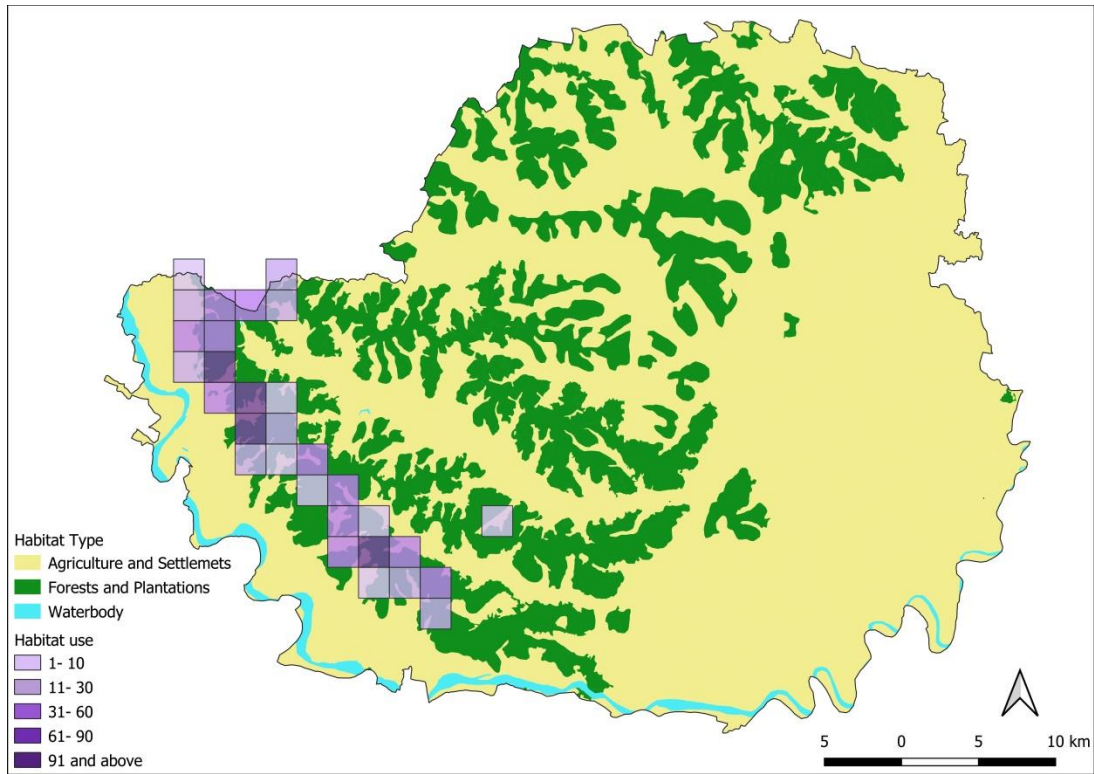 Habitat Type
Agriculture and Settlemets
Forests and Plantations
Waterbody
Habitat use
1- 10
11- 30
31- 60
61- 90
91 and above
5 0 5 10 km